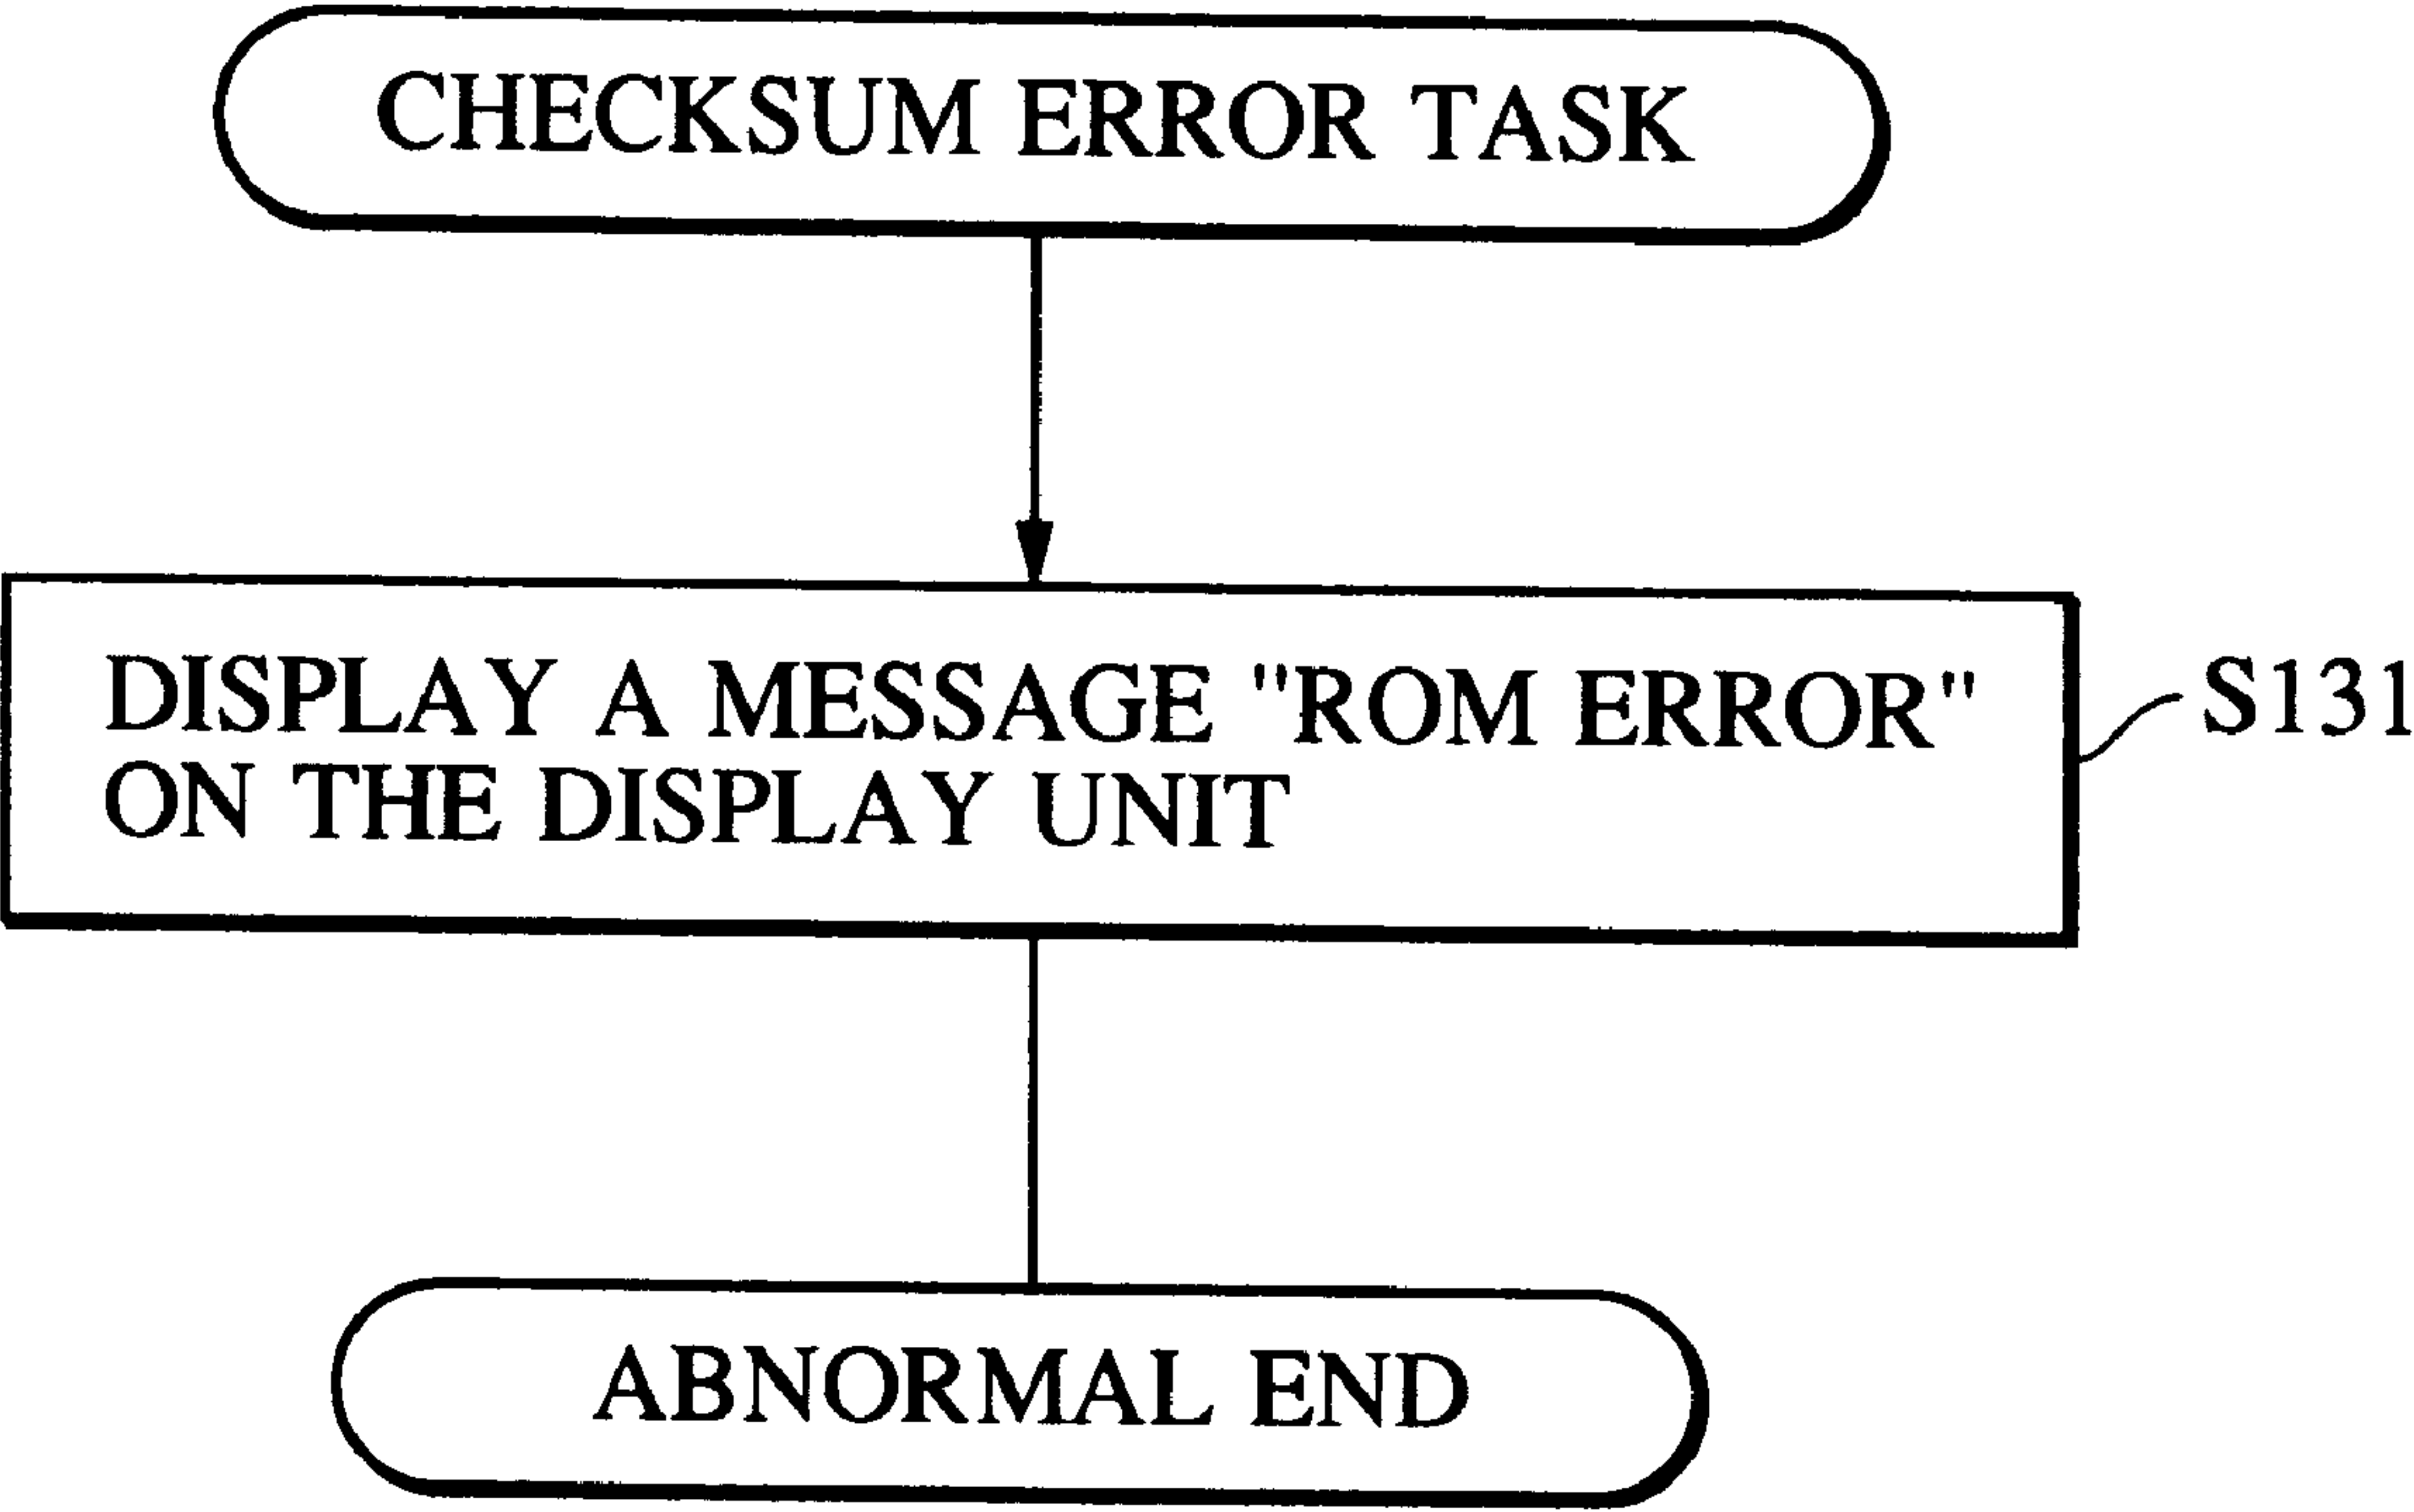 CHECKSUM ERROR TASK
DISPLAY A MESSAGE "ROM ERROR"
ON THE DISPLAY UNIT
S131
ABNORMAL END